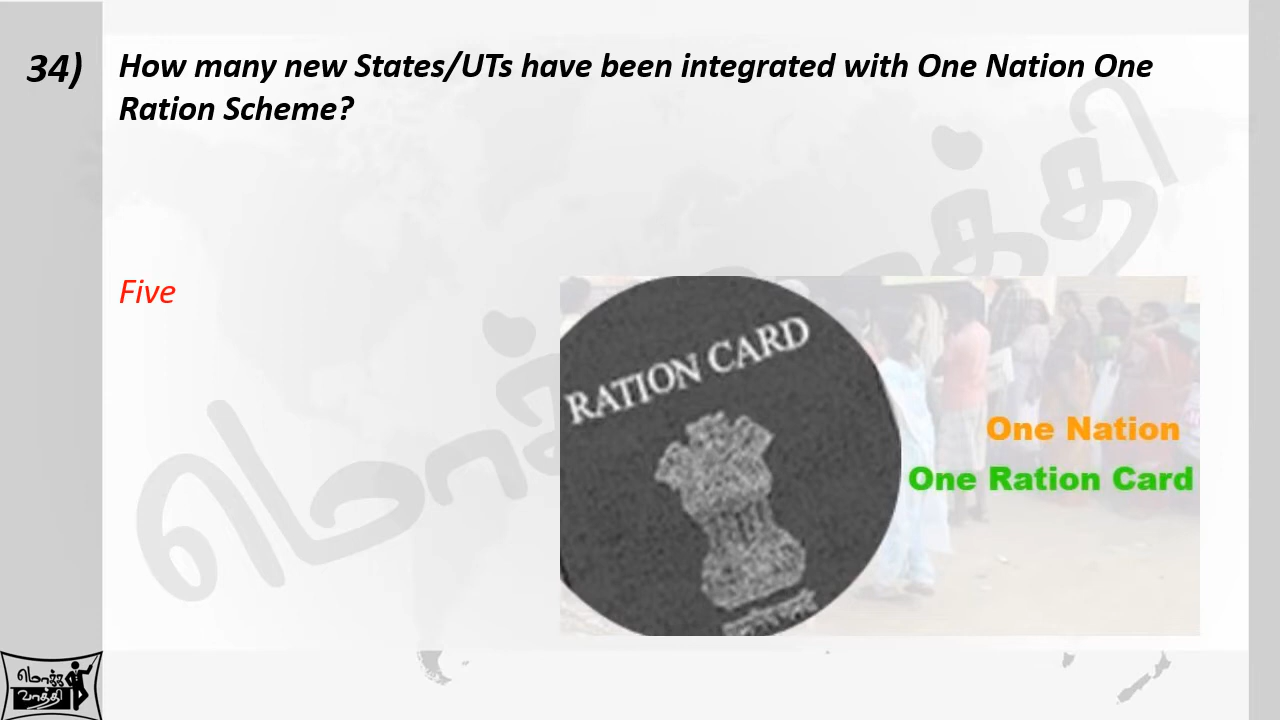 34)
How many new States/UTs have been integrated with One Nation One
Ration Scheme?
Five
RATION CARD
One Nation
One Ration Card
மொக்க
வாத்தி